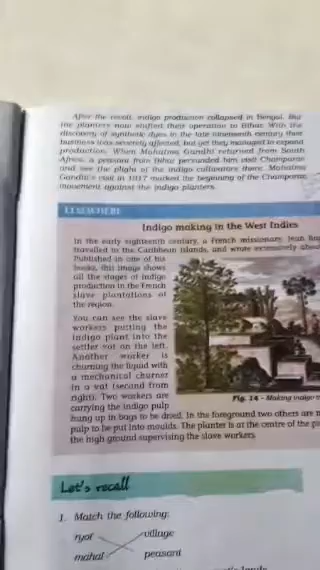 After the revolt, indigo production collapsed in Bengal. But
the planters now shifted their operation to Bihar. With the
discovery of synthetic dyes in the late nineteenth century their
business was severely affected, but yet they managed to expand
production. When Mahatma Gandhi returned from South
Africa, a peasant from Bihar persuaded him visit Champaran
and see the plight of the indigo cultivators there. Mahatma
Gandhi's visit in 1917 marked the beginning of the Champaran
movement against the indigo planters.
ELSEWHERE
Indigo making in the West Indies
In the early eighteenth century, a French missionary, Jean
travelled to the Caribbean islands, and wrote extensively
Published in one of his
books, this image shows
all the stages of indigo
production in the French
slave plantations of
the region.
You can see the slave
workers putting the
indigo plant into the
settler vat on the left.
Another worker is
churning the liquid with
a mechanical churner
in a vat (second from
right). Two workers are
carrying the indigo pulp
hung up in bags to be dried. In the foreground two others are
pulp to be put into moulds. The planter is at the centre of the
the high ground supervising the slave workers.
Fig. 14 – Making indigo
Let's recall
1. Match the following:
ryot village
mahal peasant